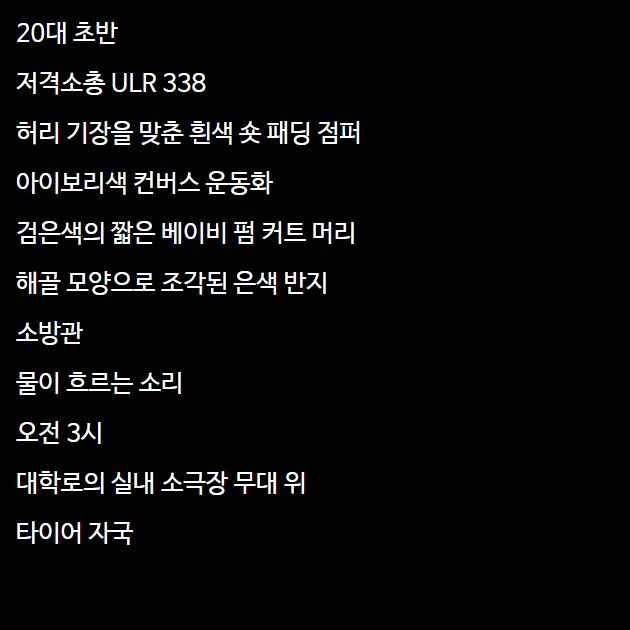 20대 초반
저격소총 ULR 338
허리 기장을 맞춘 흰색 숏 패딩 점퍼
아이보리색 컨버스 운동화
검은색의 짧은 베이비 펌 커트 머리
해골 모양으로 조각된 은색 반지
소방관
물이 흐르는 소리
오전 3시
대학로의 실내 소극장 무대 위
타이어 자국